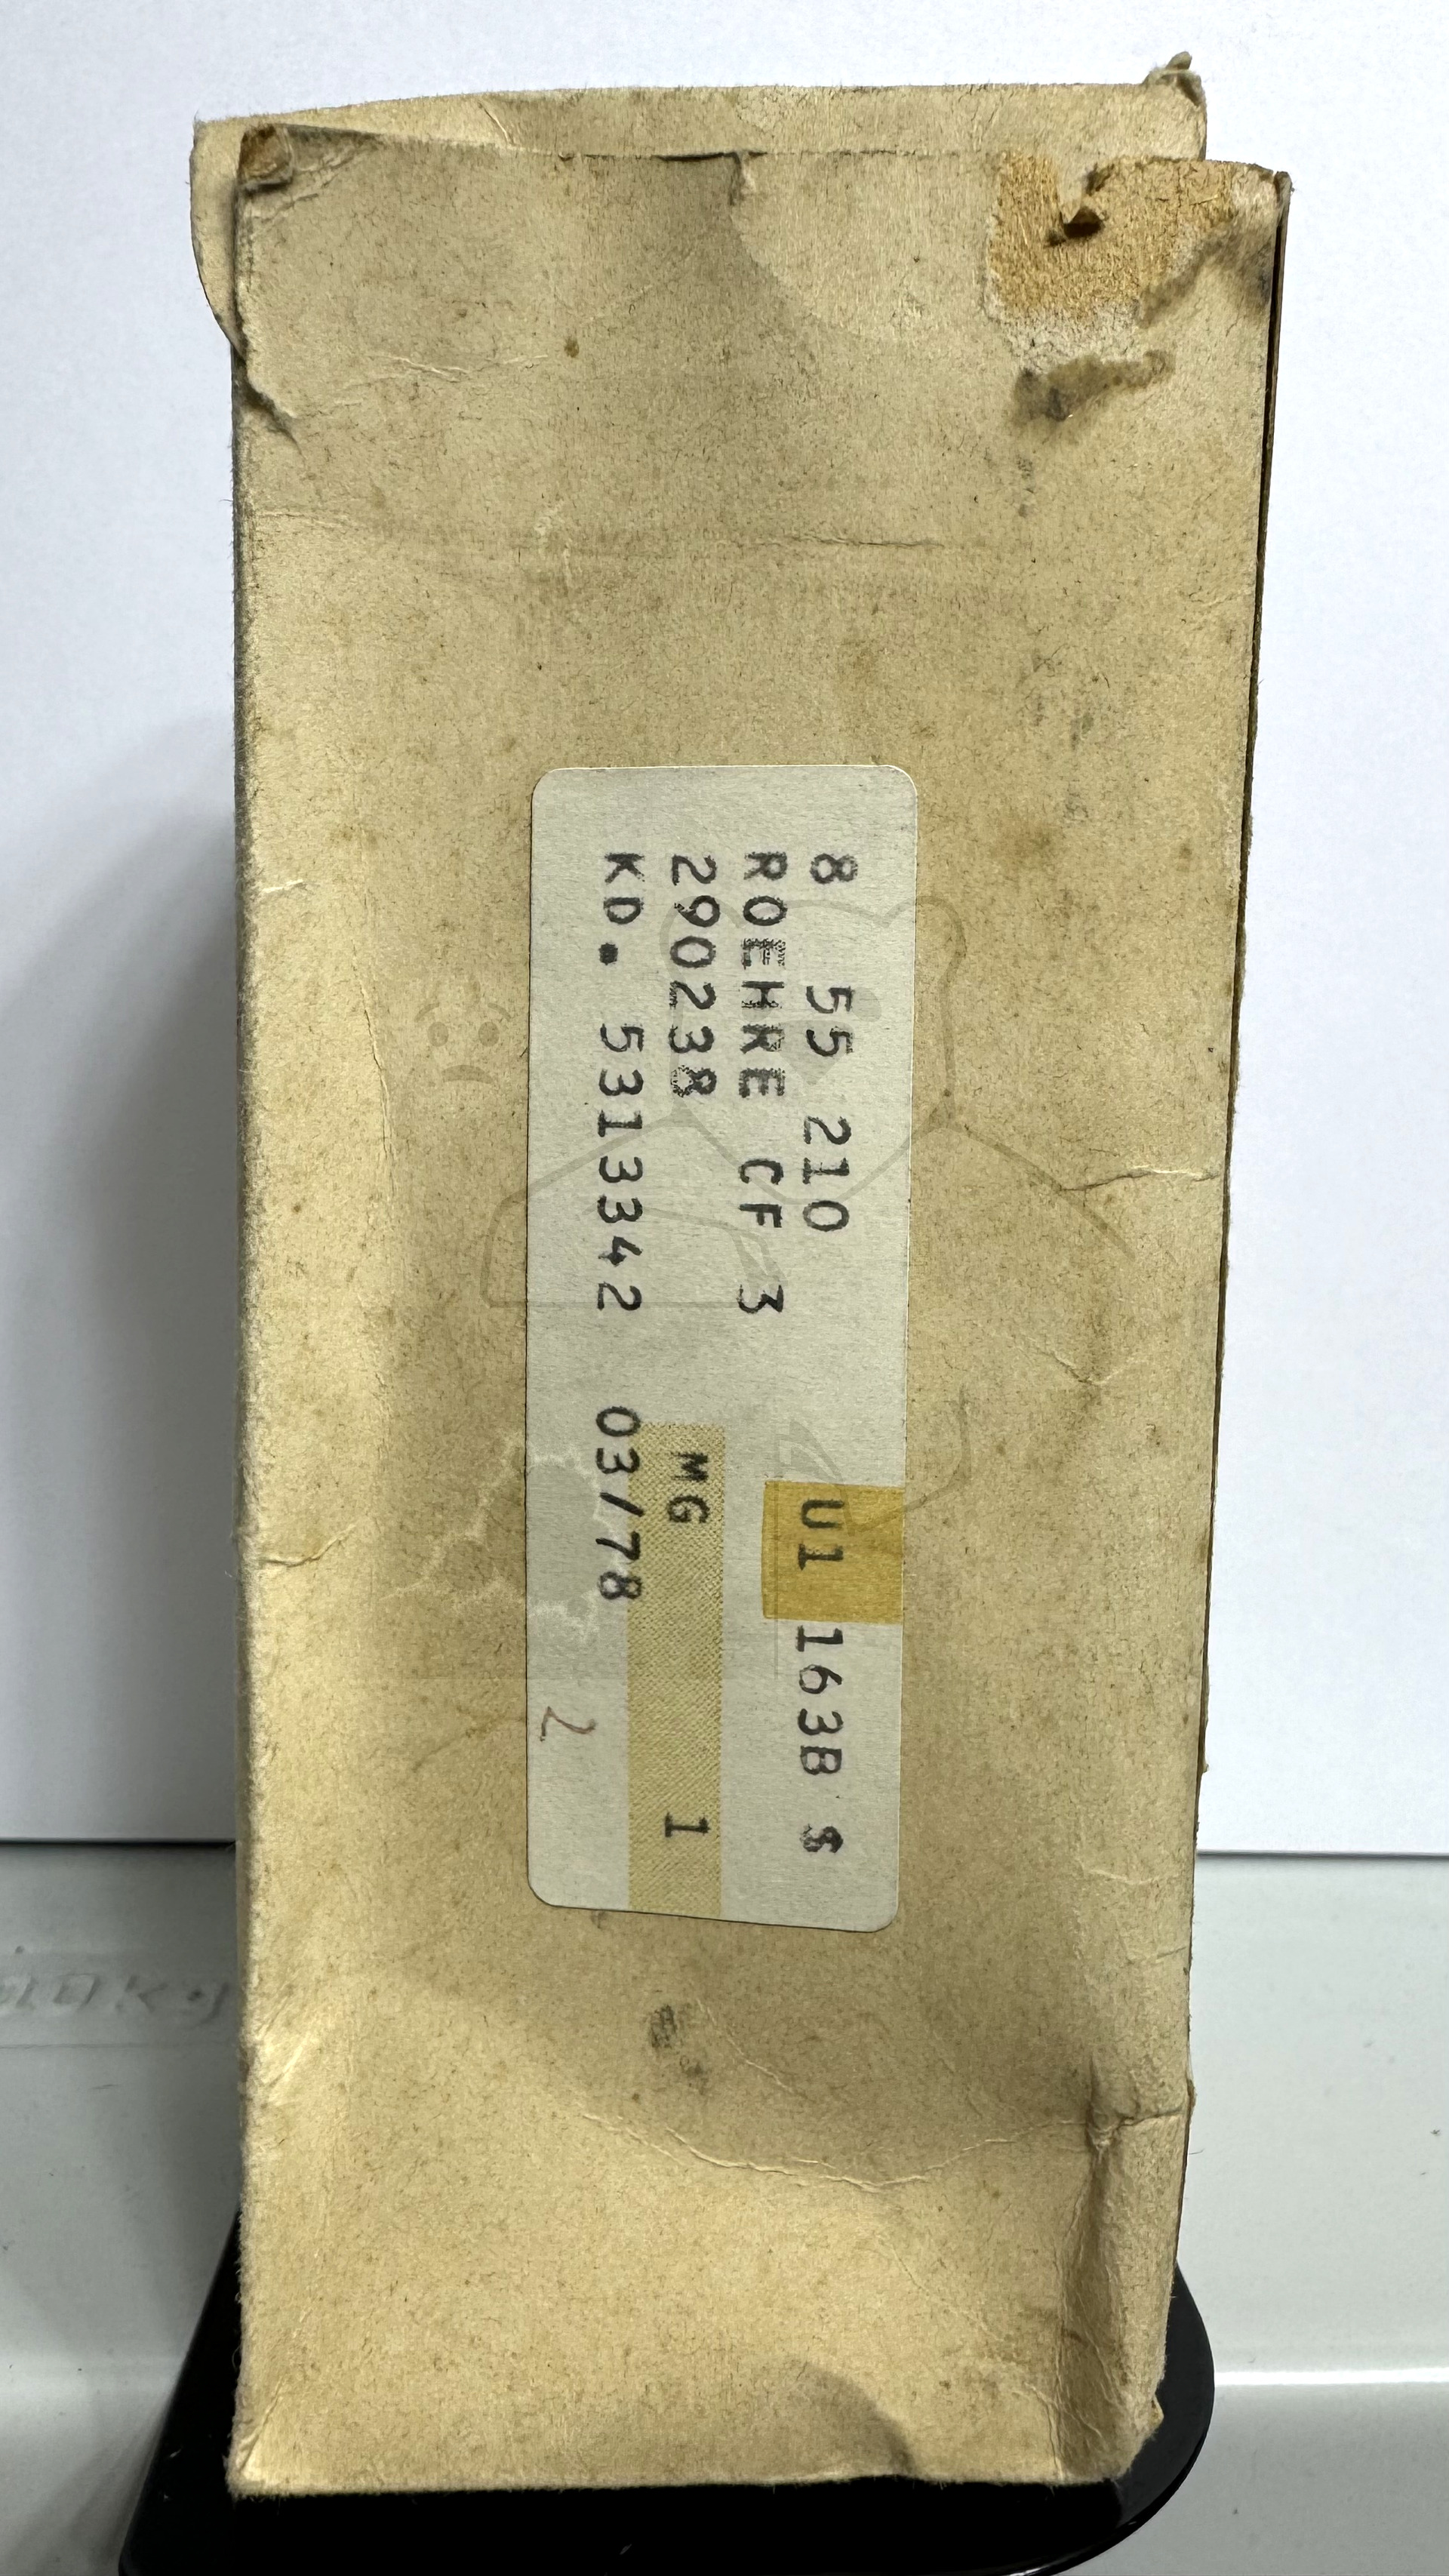 8 55 210 U1 163B S
ROEHRE CF 3
290238 MG 1
KD. 5313342 03/78
2